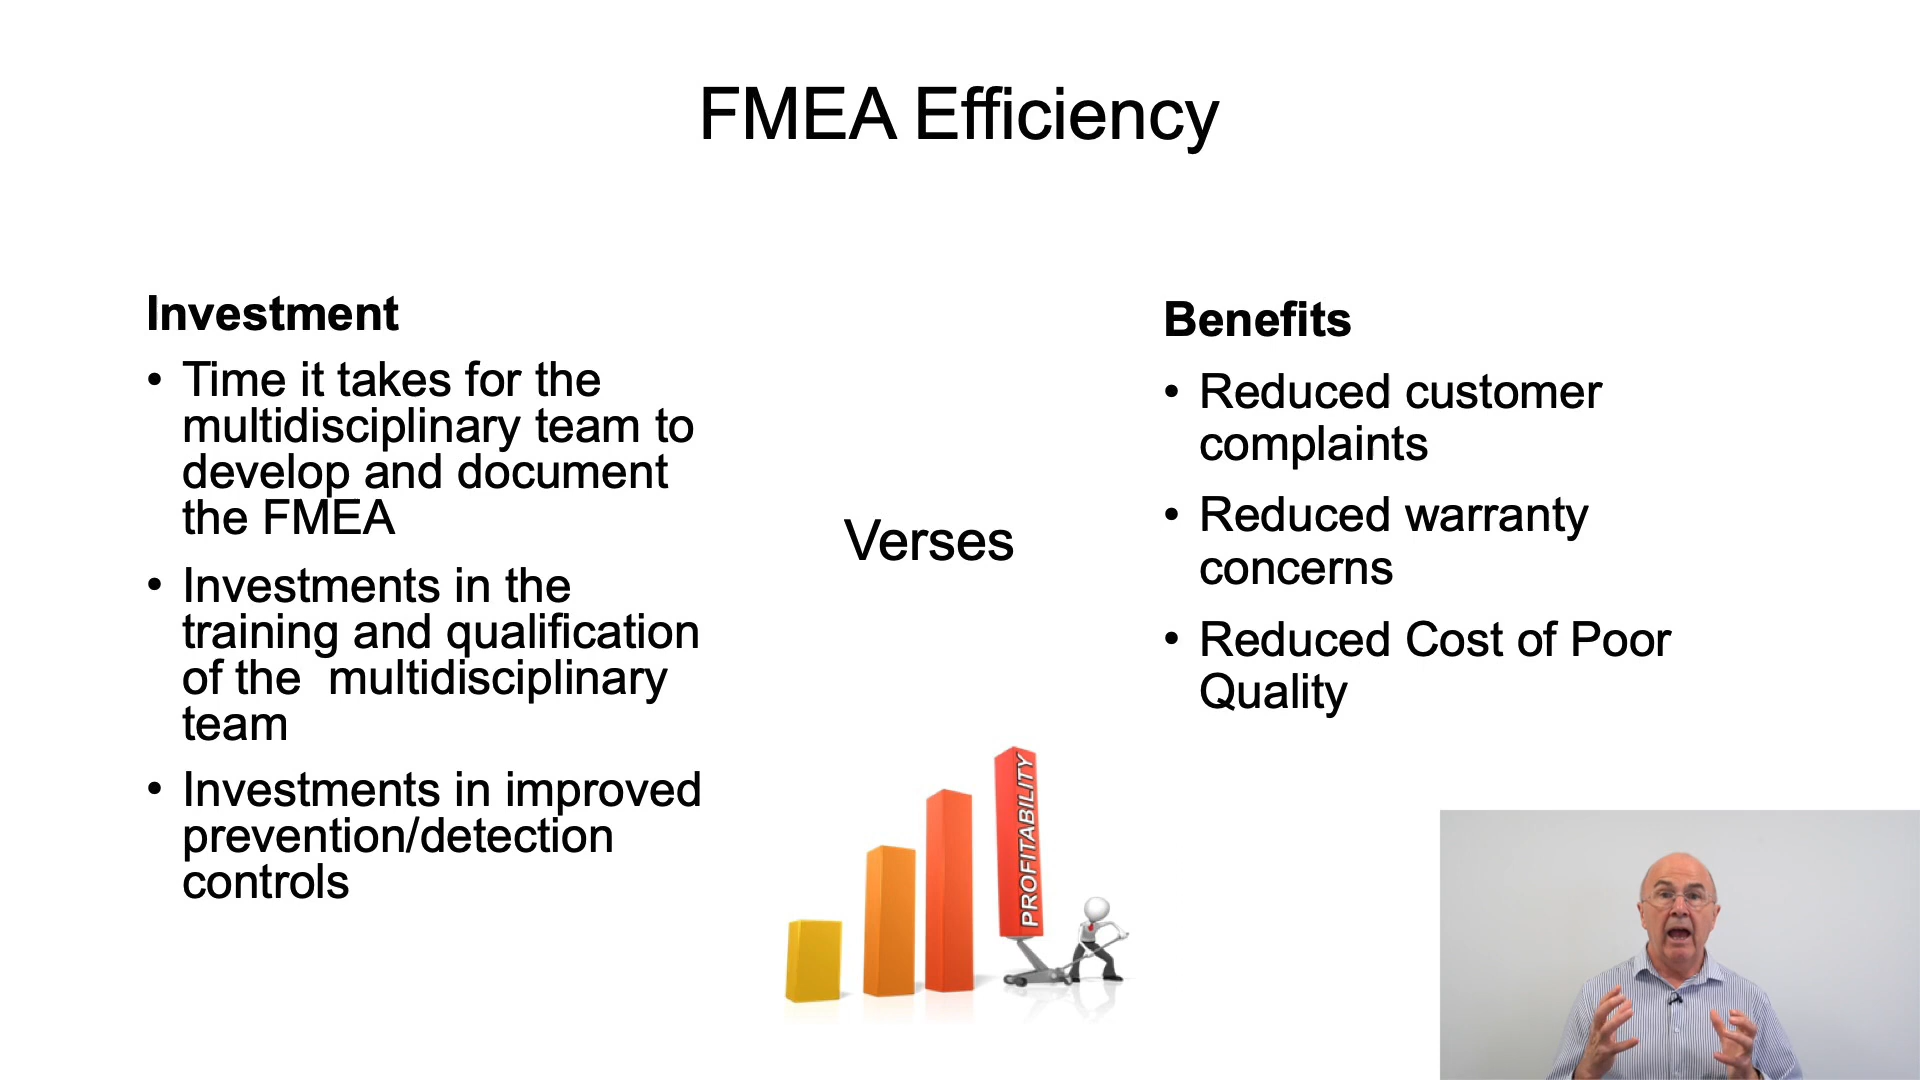 FMEA Efficiency
Investment
• Time it takes for the
multidisciplinary team to
develop and document
the FMEA
• Investments in the
training and qualification
of the  multidisciplinary
team
• Investments in improved
prevention/detection
controls
Verses
PROFITABILITY
Benefits
• Reduced customer
complaints
• Reduced warranty
concerns
• Reduced Cost of Poor
Quality